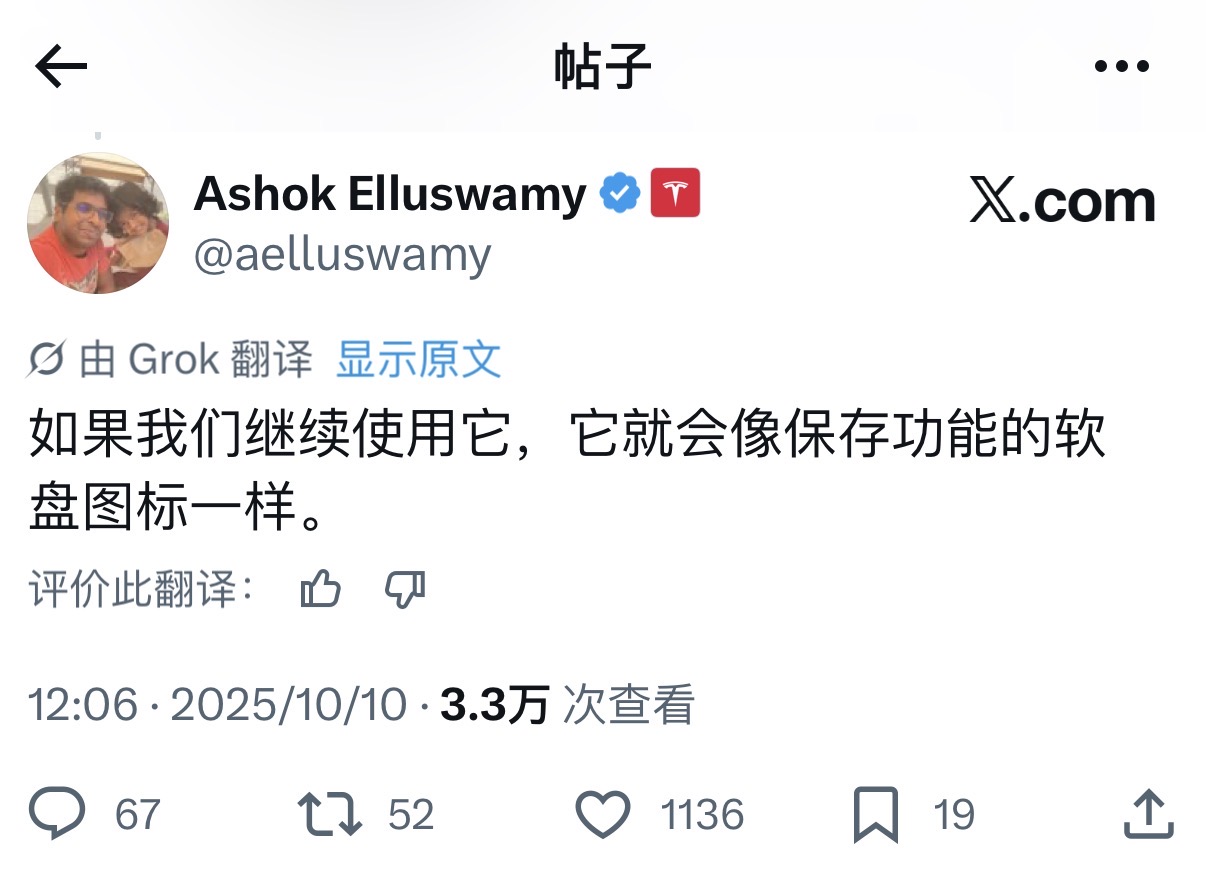 帖子
Ashok Elluswamy
𝕏.com
@aelluswamy
由 Grok 翻译 显示原文
如果我们继续使用它，它就会像保存功能的软
盘图标一样。
评价此翻译：
12:06 · 2025/10/10 · 3.3万 次查看
67 52 1136 19